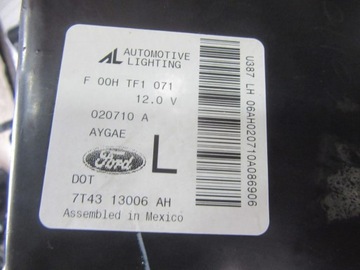 AL AUTOMOTIVE
LIGHTING
F 00H TF1 071
12.0 V
020710 A
AYGAE
Ford
L
DOT
7T43 13006 AH
Assembled in Mexico
U387 LH 06AH020710A086906